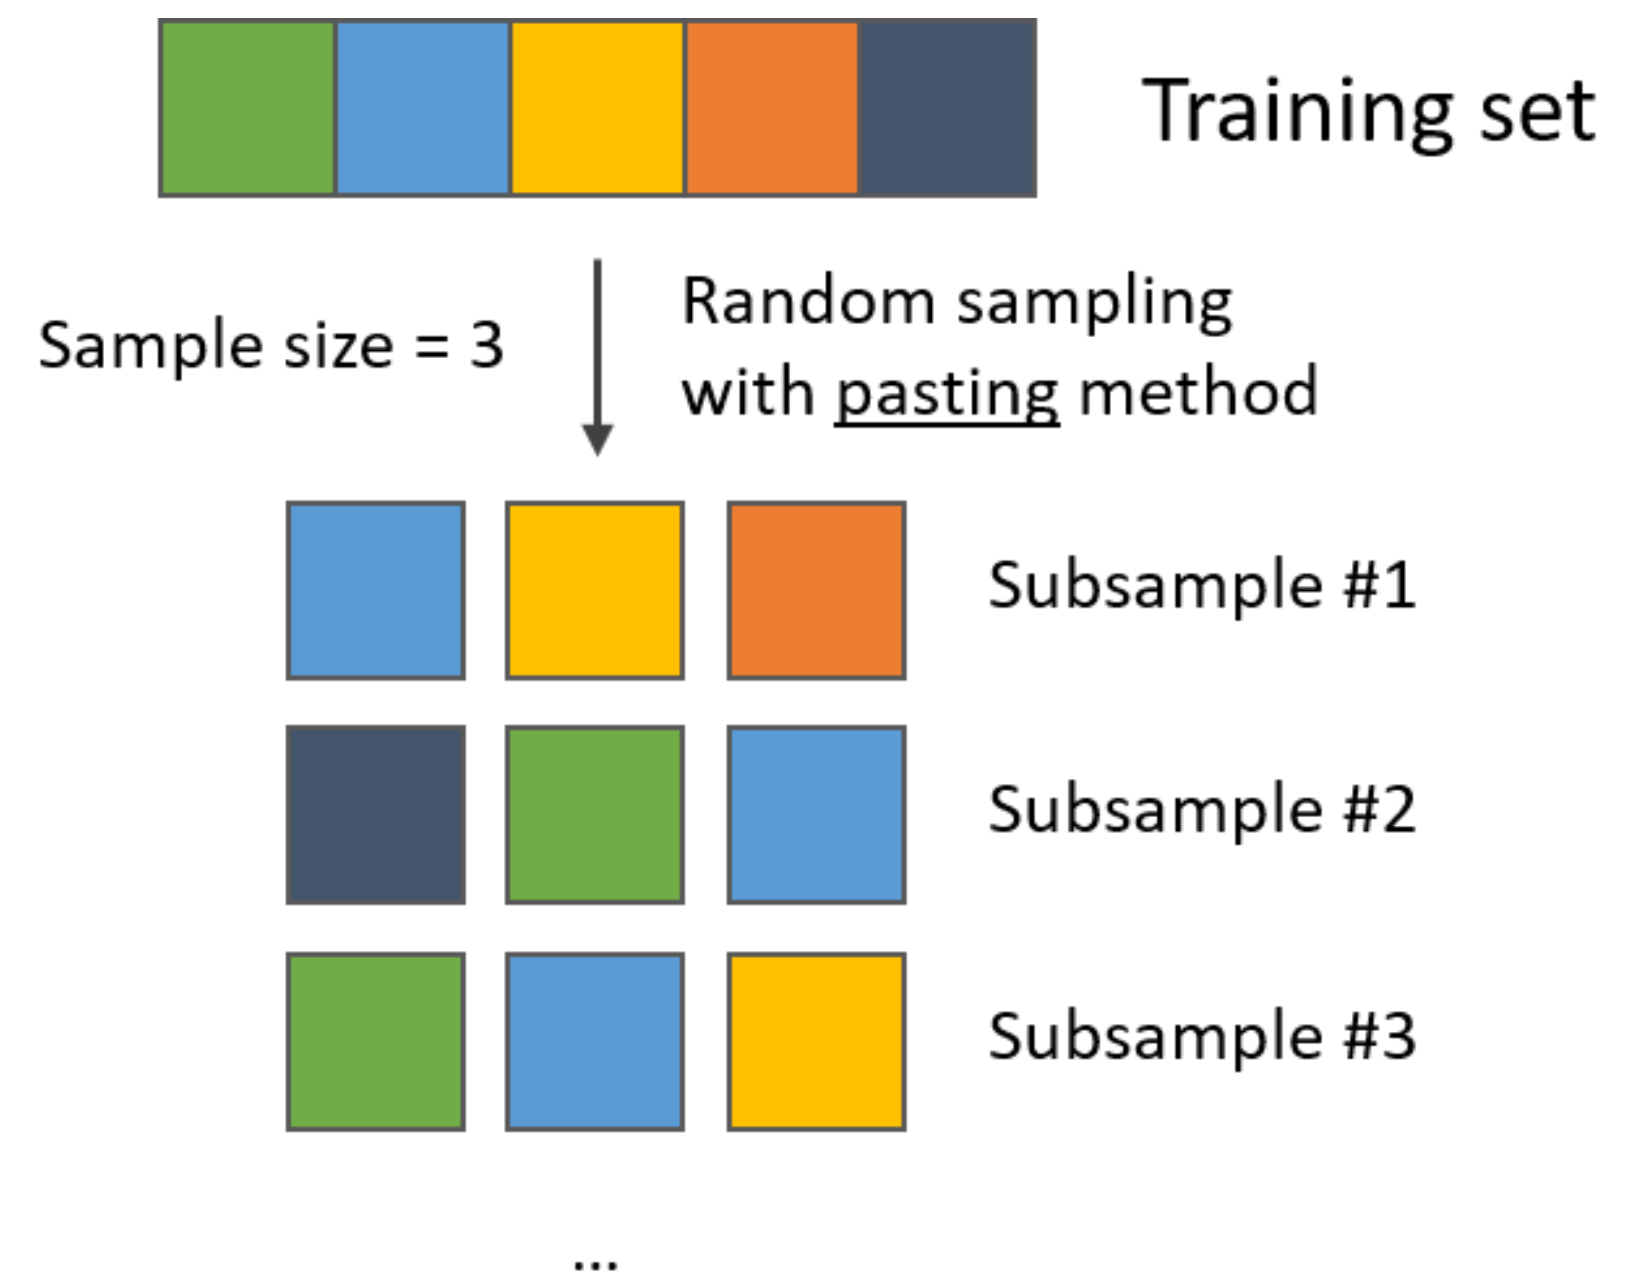 Training set
Sample size = 3
Random sampling
with pasting method
Subsample #1
Subsample #2
Subsample #3
...